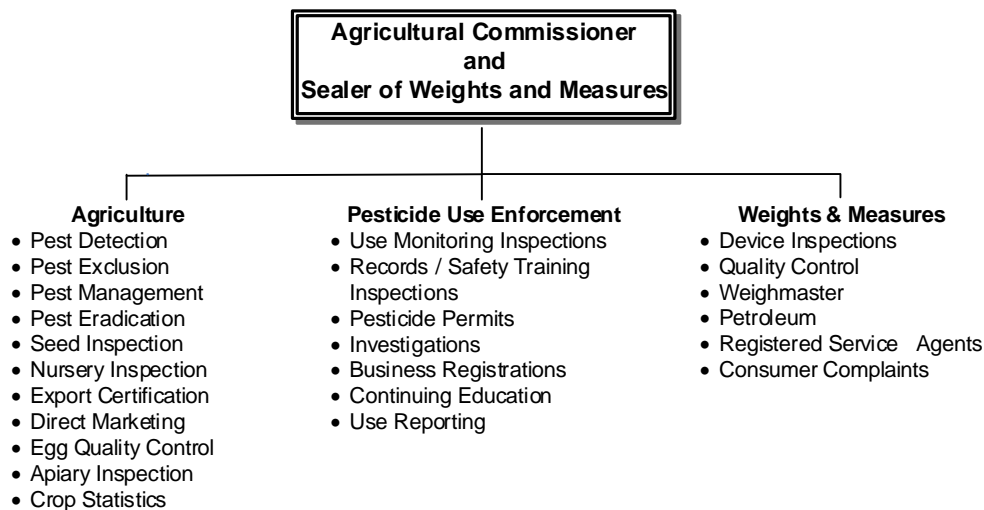 Agricultural Commissioner
and
Sealer of Weights and Measures
Agriculture
• Pest Detection
• Pest Exclusion
• Pest Management
• Pest Eradication
• Seed Inspection
• Nursery Inspection
• Export Certification
• Direct Marketing
• Egg Quality Control
• Apiary Inspection
• Crop Statistics
Pesticide Use Enforcement
• Use Monitoring Inspections
• Records / Safety Training
Inspections
• Pesticide Permits
• Investigations
• Business Registrations
• Continuing Education
• Use Reporting
Weights & Measures
• Device Inspections
• Quality Control
• Weighmaster
• Petroleum
• Registered Service Agents
• Consumer Complaints